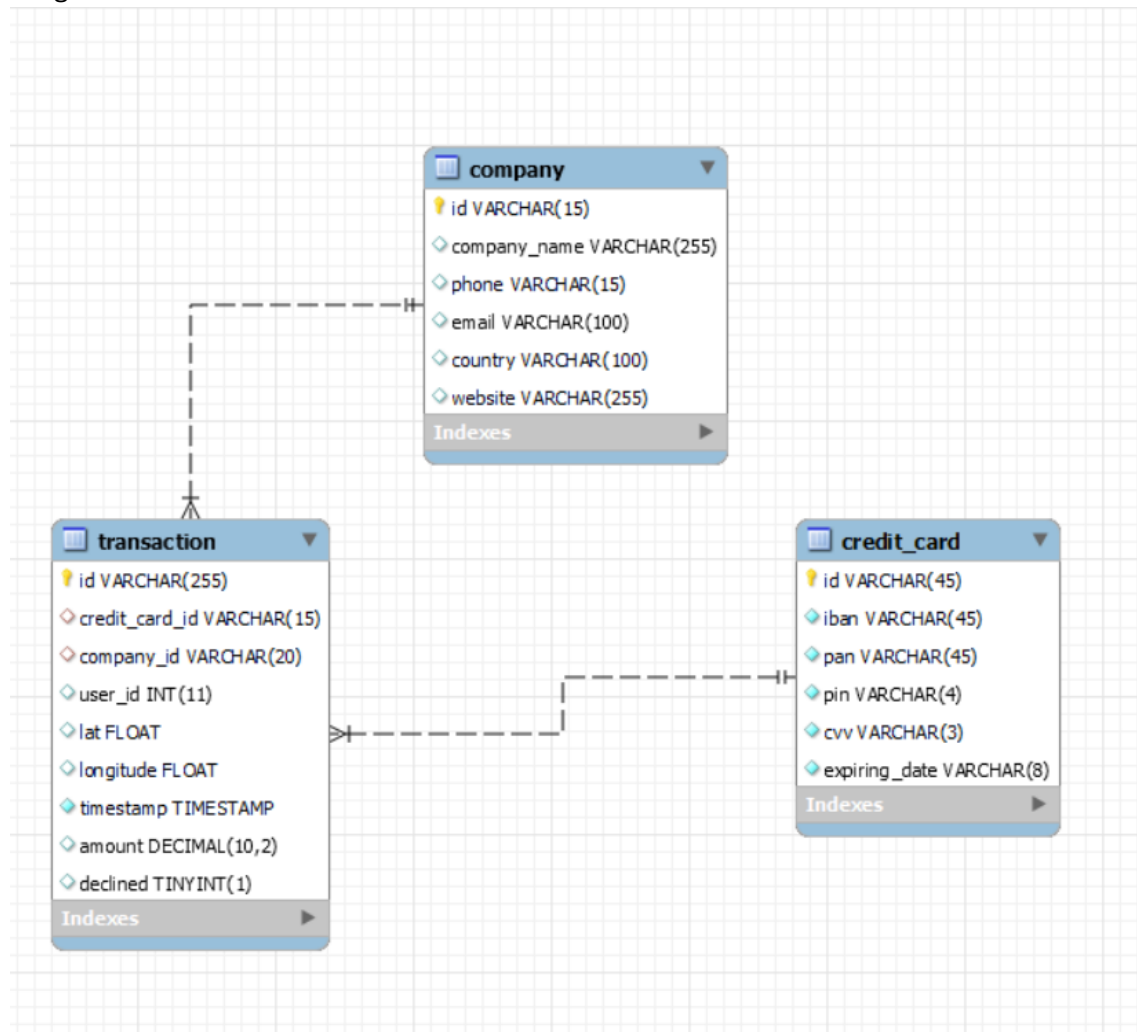 company
id VARCHAR(15)
company_name VARCHAR(255)
phone VARCHAR(15)
email VARCHAR(100)
country VARCHAR(100)
website VARCHAR(255)
Indexes
transaction
id VARCHAR(255)
credit_card_id VARCHAR(15)
company_id VARCHAR(20)
user_id INT(11)
lat FLOAT
longitude FLOAT
timestamp TIMESTAMP
amount DECIMAL(10,2)
declined TINYINT(1)
Indexes
credit_card
id VARCHAR(45)
iban VARCHAR(45)
pan VARCHAR(45)
pin VARCHAR(4)
cvv VARCHAR(3)
expiring_date VARCHAR(8)
Indexes